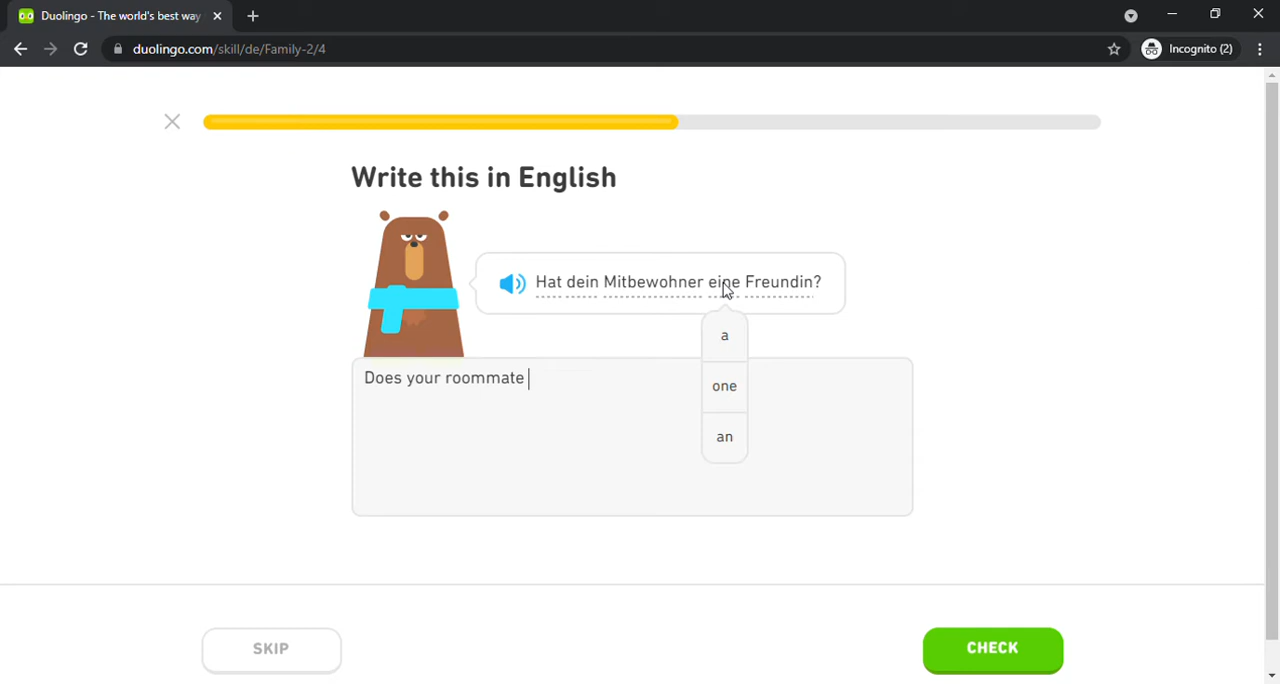 Duolingo - The world's best way
duolingo.com/skill/de/Family-2/4
Incognito (2)
Write this in English
Hat dein Mitbewohner eine Freundin?
a
one
an
Does your roommate
SKIP
CHECK